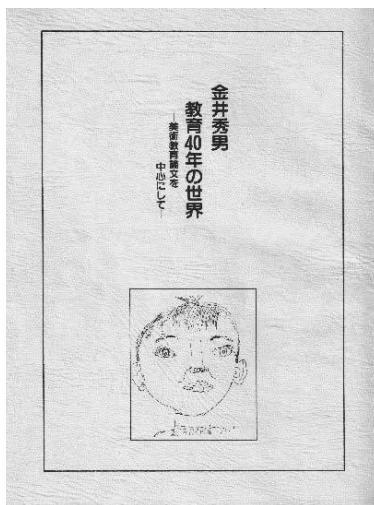 金井秀男
教育40年の世界
―美術教育論文を
中心にして―